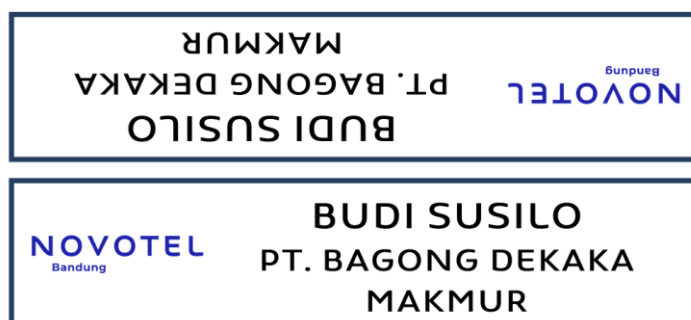 BUDI SUSILO
PT. BAGONG DEKAKA
MAKMUR
NOVOTEL
Bandung
NOVOTEL
Bandung
BUDI SUSILO
PT. BAGONG DEKAKA
MAKMUR